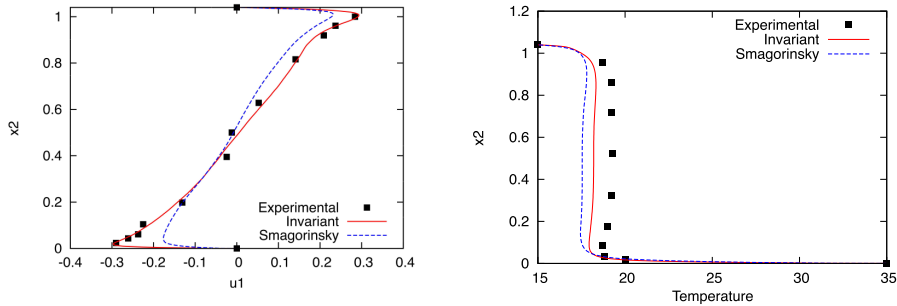 1
0.8
0.6
0.4
0.2
0
x2
-0.4 -0.3 -0.2 -0.1 0 0.1 0.2 0.3 0.4
u1
Experimental
Invariant
Smagorinsky
1.2
1
0.8
0.6
0.4
0.2
0
x2
15 20 25 30 35
Temperature
Experimental
Invariant
Smagorinsky